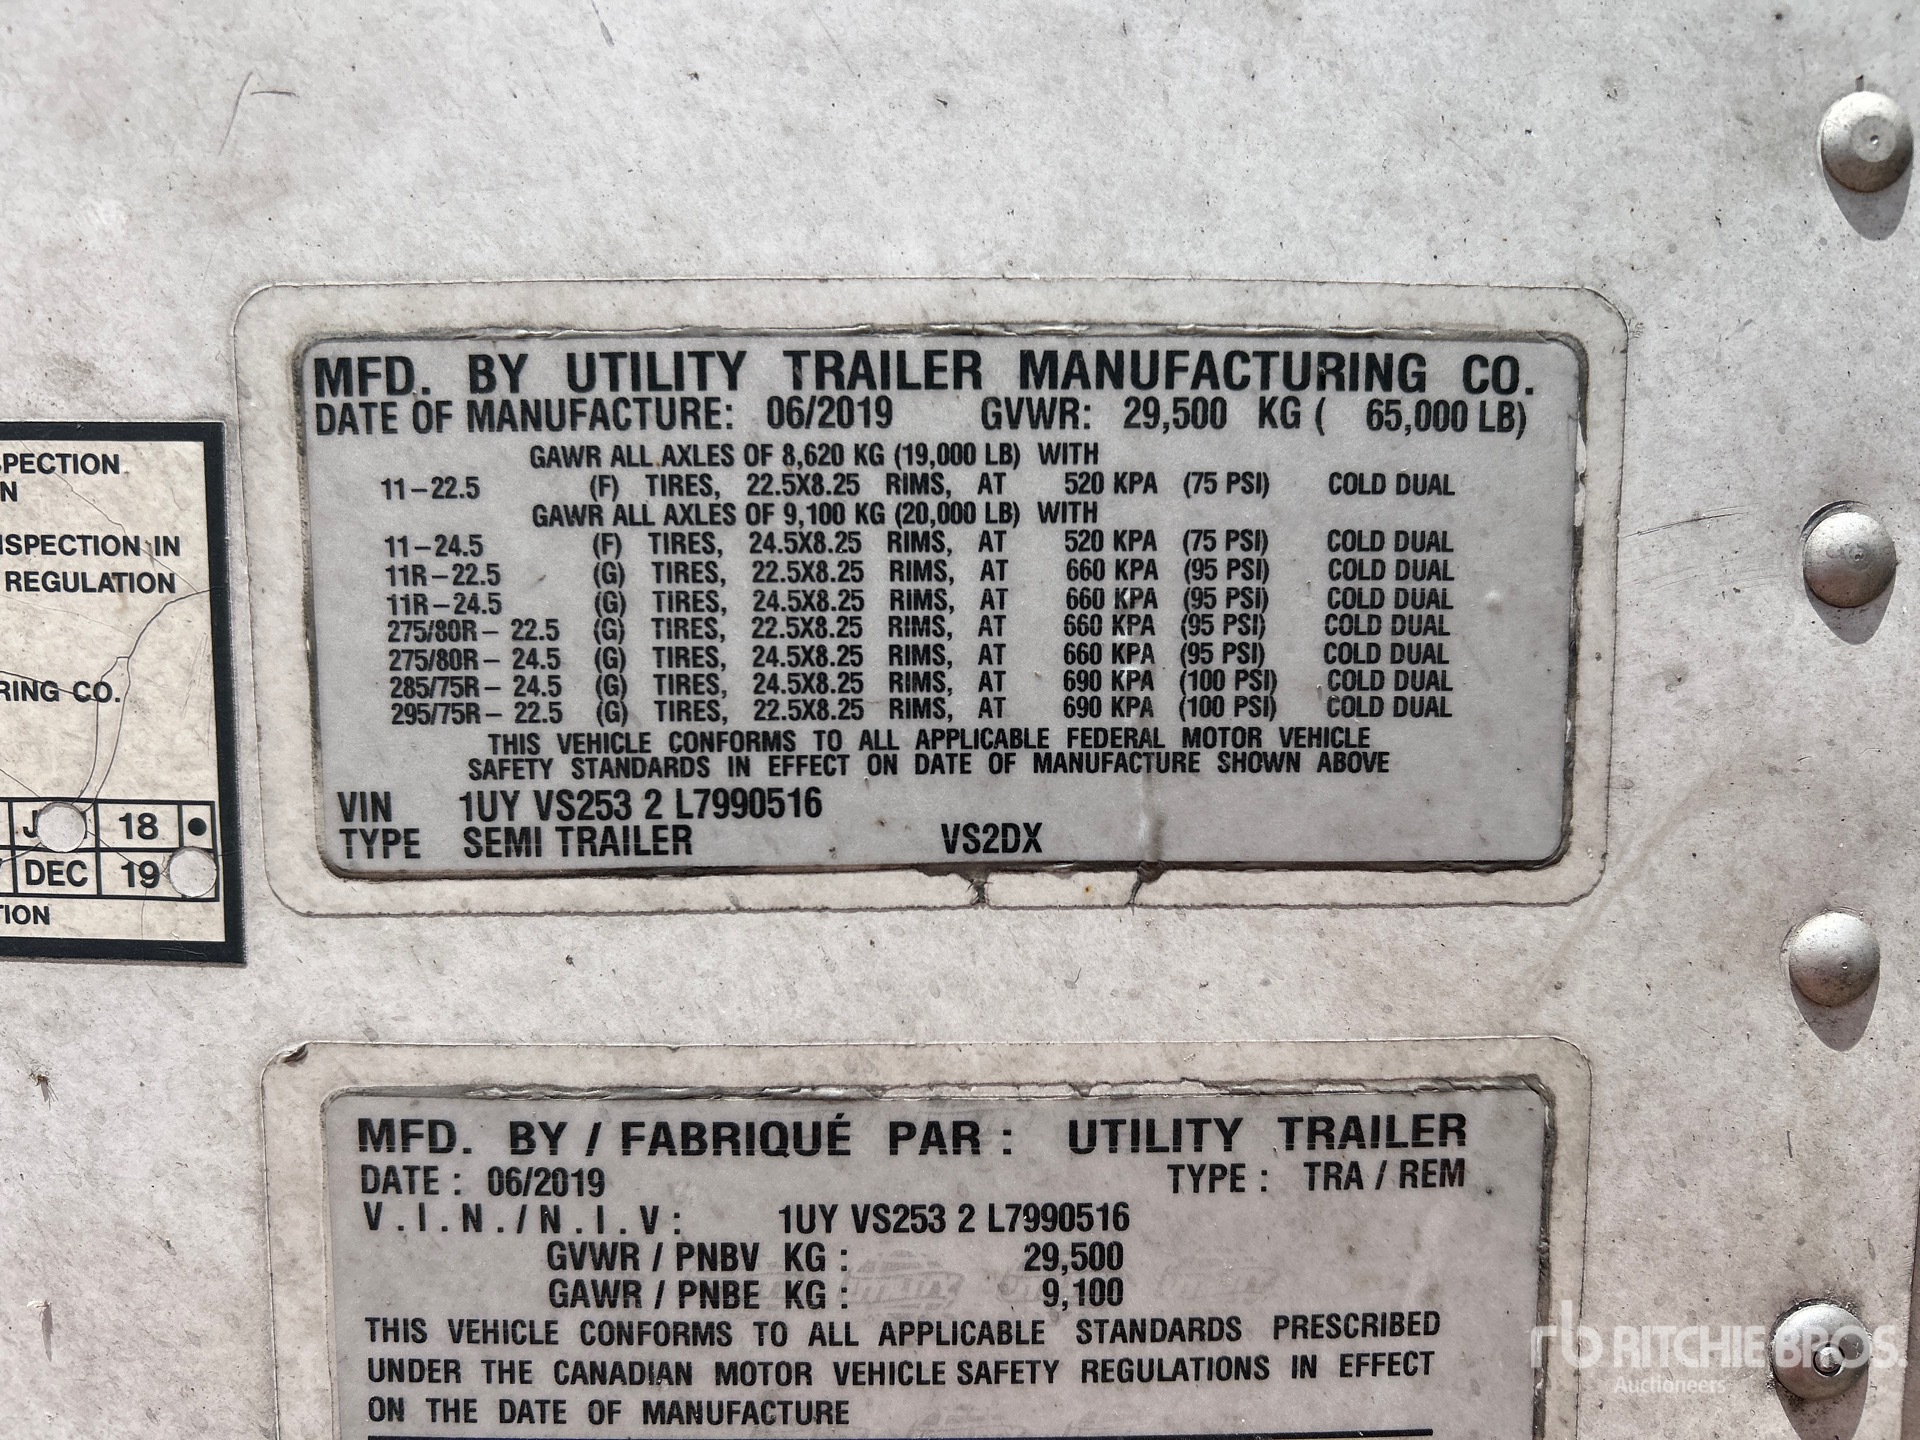 PECTION
N
SPECTION IN
REGULATION
RING CO.
18
DEC 19
TION
MFD. BY UTILITY TRAILER MANUFACTURING CO.
DATE OF MANUFACTURE: 06/2019 GVWR: 29,500 KG ( 65,000 LB)
GAWR ALL AXLES OF 8,620 KG (19,000 LB) WITH
11-22.5 (F) TIRES, 22.5X8.25 RIMS, AT 520 KPA (75 PSI) COLD DUAL
GAWR ALL AXLES OF 9,100 KG (20,000 LB) WITH
11-24.5 (F) TIRES, 24.5X8.25 RIMS, AT 520 KPA (75 PSI) COLD DUAL
11R-22.5 (G) TIRES, 22.5X8.25 RIMS, AT 660 KPA (95 PSI) COLD DUAL
11R-24.5 (G) TIRES, 24.5X8.25 RIMS, AT 660 KPA (95 PSI) COLD DUAL
275/80R- 22.5 (G) TIRES, 22.5X8.25 RIMS, AT 660 KPA (95 PSI) COLD DUAL
275/80R- 24.5 (G) TIRES, 24.5X8.25 RIMS, AT 660 KPA (95 PSI) COLD DUAL
285/75R- 24.5 (G) TIRES, 24.5X8.25 RIMS, AT 690 KPA (100 PSI) COLD DUAL
295/75R- 22.5 (G) TIRES, 22.5X8.25 RIMS, AT 690 KPA (100 PSI) COLD DUAL
THIS VEHICLE CONFORMS TO ALL APPLICABLE FEDERAL MOTOR VEHICLE
SAFETY STANDARDS IN EFFECT ON DATE OF MANUFACTURE SHOWN ABOVE
VIN 1UY VS253 2 L7990516
TYPE SEMI TRAILER VS2DX
MFD. BY / FABRIQUÉ PAR : UTILITY TRAILER
DATE : 06/2019 TYPE : TRA / REM
V.I.N./N.I.V: 1UY VS253 2 L7990516
GVWR / PNBV KG : 29,500
GAWR / PNBE KG : 9,100
THIS VEHICLE CONFORMS TO ALL APPLICABLE STANDARDS PRESCRIBED
UNDER THE CANADIAN MOTOR VEHICLE SAFETY REGULATIONS IN EFFECT
ON THE DATE OF MANUFACTURE
rb RITCHIE BROS.
Auctioneers